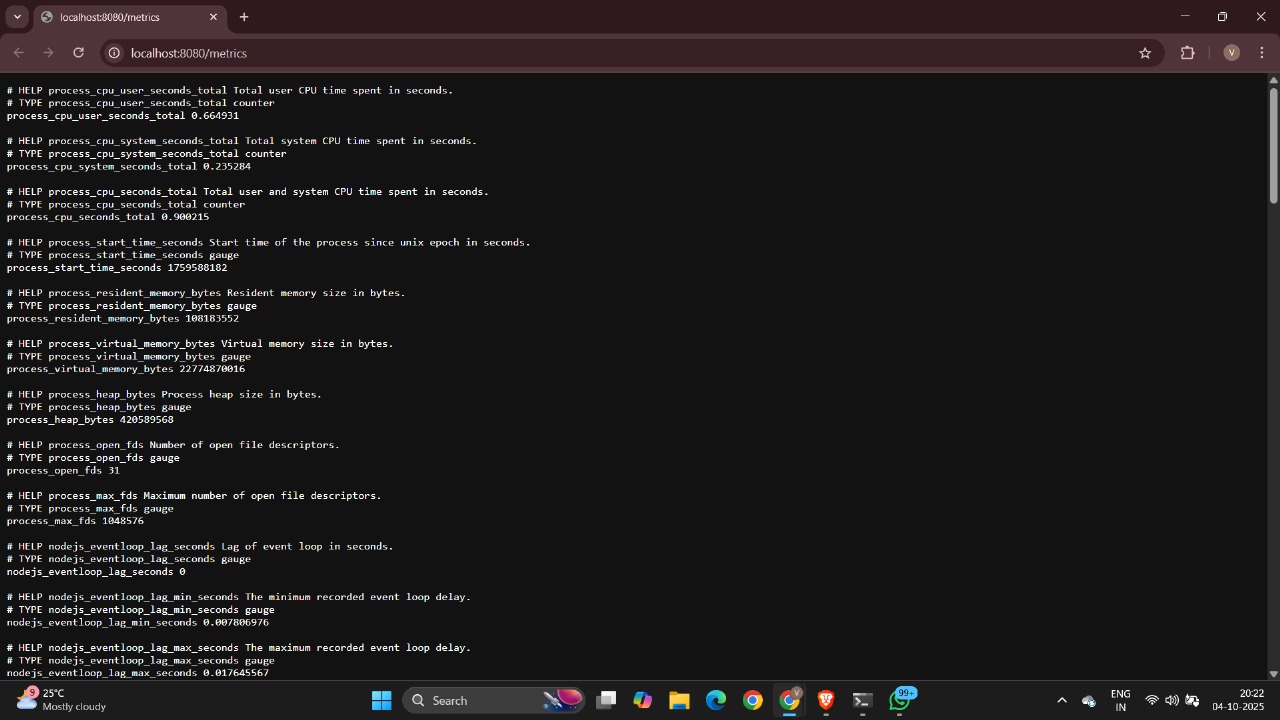 localhost:8080/metrics
localhost:8080/metrics
V
# HELP process_cpu_user_seconds_total Total user CPU time spent in seconds.
# TYPE process_cpu_user_seconds_total counter
process_cpu_user_seconds_total 0.664931
# HELP process_cpu_system_seconds_total Total system CPU time spent in seconds.
# TYPE process_cpu_system_seconds_total counter
process_cpu_system_seconds_total 0.235284
# HELP process_cpu_seconds_total Total user and system CPU time spent in seconds.
# TYPE process_cpu_seconds_total counter
process_cpu_seconds_total 0.900215
# HELP process_start_time_seconds Start time of the process since unix epoch in seconds.
# TYPE process_start_time_seconds gauge
process_start_time_seconds 1759588182
# HELP process_resident_memory_bytes Resident memory size in bytes.
# TYPE process_resident_memory_bytes gauge
process_resident_memory_bytes 108183552
# HELP process_virtual_memory_bytes Virtual memory size in bytes.
# TYPE process_virtual_memory_bytes gauge
process_virtual_memory_bytes 22774870016
# HELP process_heap_bytes Process heap size in bytes.
# TYPE process_heap_bytes gauge
process_heap_bytes 420589568
# HELP process_open_fds Number of open file descriptors.
# TYPE process_open_fds gauge
process_open_fds 31
# HELP process_max_fds Maximum number of open file descriptors.
# TYPE process_max_fds gauge
process_max_fds 1048576
# HELP nodejs_eventloop_lag_seconds Lag of event loop in seconds.
# TYPE nodejs_eventloop_lag_seconds gauge
nodejs_eventloop_lag_seconds 0
# HELP nodejs_eventloop_lag_min_seconds The minimum recorded event loop delay.
# TYPE nodejs_eventloop_lag_min_seconds gauge
nodejs_eventloop_lag_min_seconds 0.007806976
# HELP nodejs_eventloop_lag_max_seconds The maximum recorded event loop delay.
# TYPE nodejs_eventloop_lag_max_seconds gauge
nodejs_eventloop_lag_max_seconds 0.017645567
9
25°C
Mostly cloudy
Search
V
99+
ENG
IN
20:22
04-10-2025